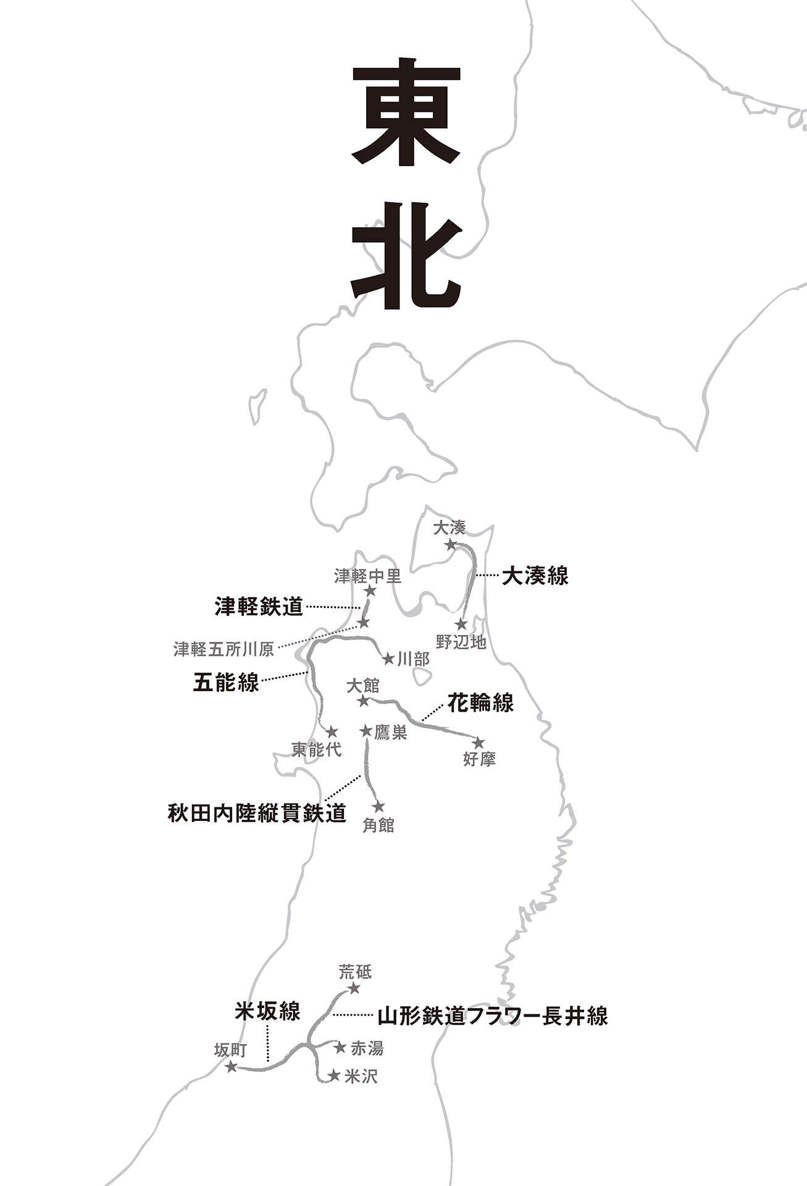 東北
大湊
大湊線
津軽中里
津軽鉄道
野辺地
津軽五所川原
川部
五能線
大館
花輪線
鷹巣
東能代
好摩
秋田内陸縦貫鉄道
角館
荒砥
米坂線
山形鉄道フラワー長井線
坂町
赤湯
米沢